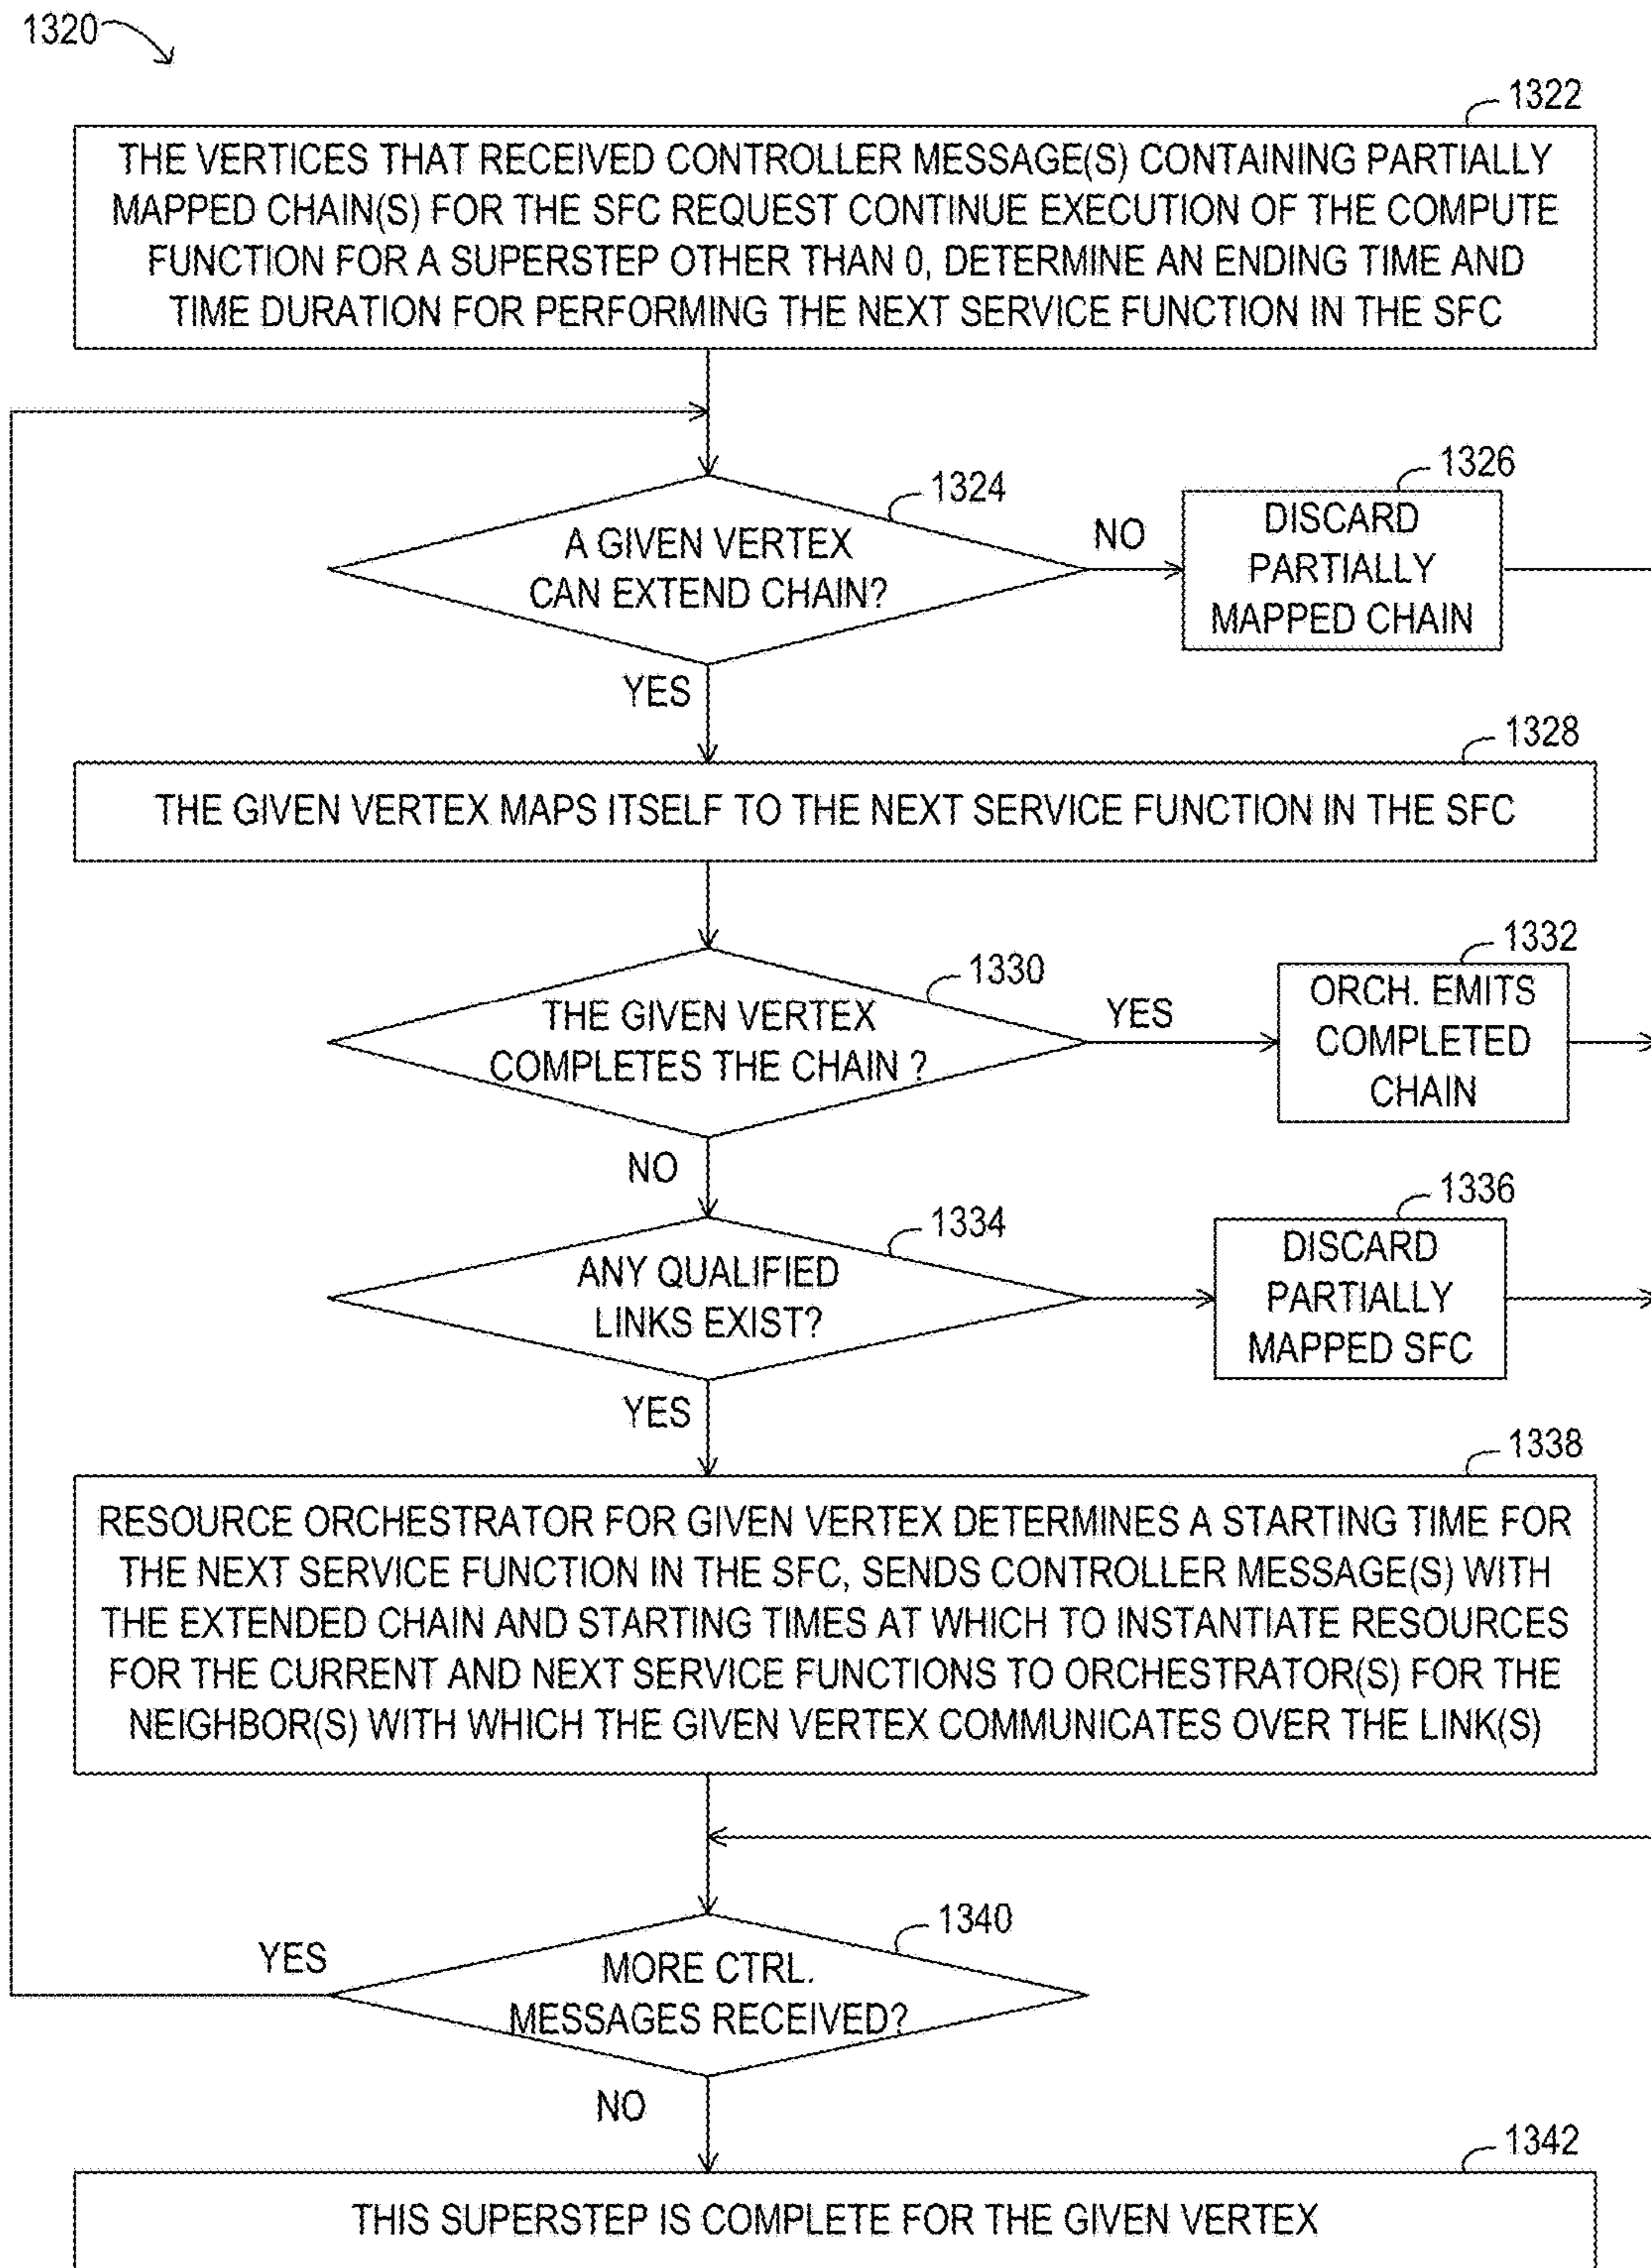 1320
1322
THE VERTICES THAT RECEIVED CONTROLLER MESSAGE(S) CONTAINING PARTIALLY
MAPPED CHAIN(S) FOR THE SFC REQUEST CONTINUE EXECUTION OF THE COMPUTE
FUNCTION FOR A SUPERSTEP OTHER THAN 0, DETERMINE AN ENDING TIME AND
TIME DURATION FOR PERFORMING THE NEXT SERVICE FUNCTION IN THE SFC
1324
A GIVEN VERTEX
CAN EXTEND CHAIN?
NO
1326
DISCARD
PARTIALLY
MAPPED CHAIN
YES
1328
THE GIVEN VERTEX MAPS ITSELF TO THE NEXT SERVICE FUNCTION IN THE SFC
1330
THE GIVEN VERTEX
COMPLETES THE CHAIN ?
YES
1332
ORCH. EMITS
COMPLETED
CHAIN
NO
1334
ANY QUALIFIED
LINKS EXIST?
1336
DISCARD
PARTIALLY
MAPPED SFC
YES
1338
RESOURCE ORCHESTRATOR FOR GIVEN VERTEX DETERMINES A STARTING TIME FOR
THE NEXT SERVICE FUNCTION IN THE SFC, SENDS CONTROLLER MESSAGE(S) WITH
THE EXTENDED CHAIN AND STARTING TIMES AT WHICH TO INSTANTIATE RESOURCES
FOR THE CURRENT AND NEXT SERVICE FUNCTIONS TO ORCHESTRATOR(S) FOR THE
NEIGHBOR(S) WITH WHICH THE GIVEN VERTEX COMMUNICATES OVER THE LINK(S)
1340
YES
MORE CTRL.
MESSAGES RECEIVED?
NO
1342
THIS SUPERSTEP IS COMPLETE FOR THE GIVEN VERTEX